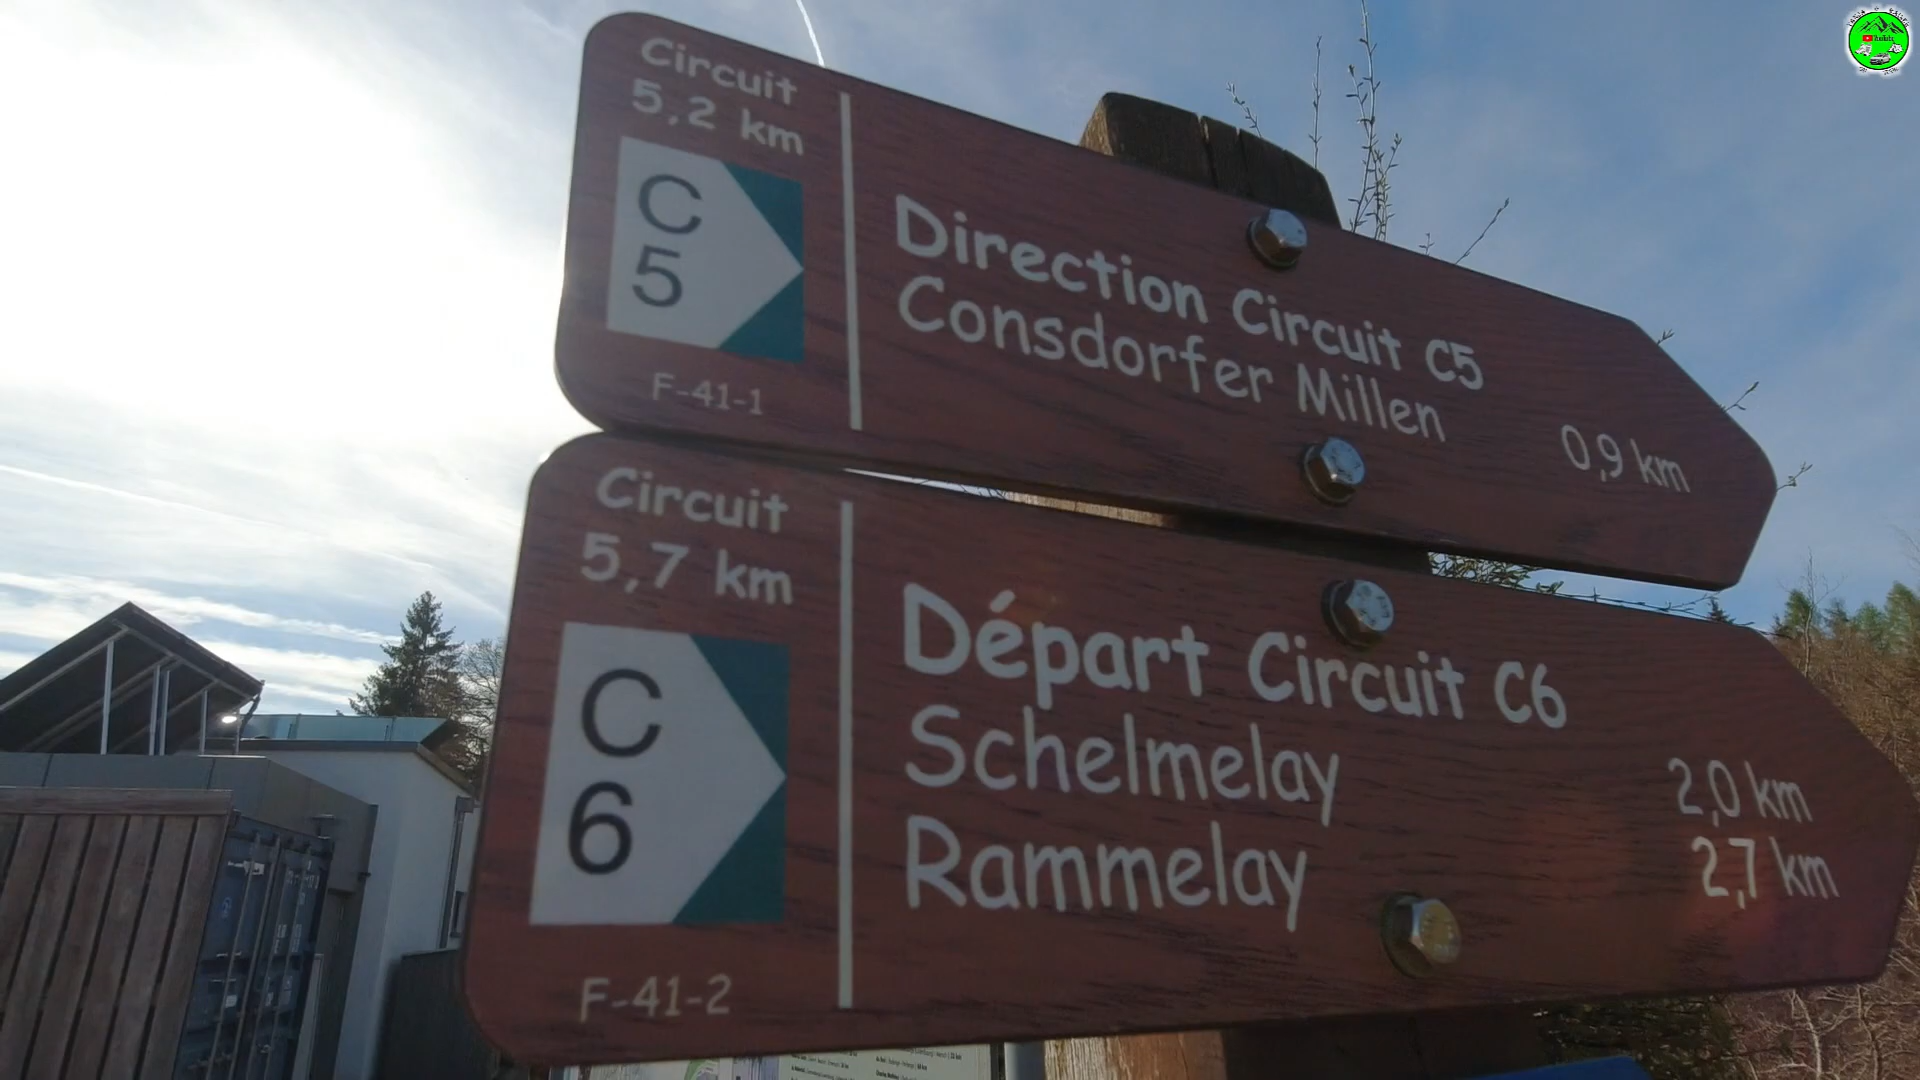 Circuit
5,2 km
C
5
F-41-1
Direction Circuit C5
Consdorfer Millen
0,9 km
Circuit
5,7 km
C
6
F-41-2
Départ Circuit C6
Schelmelay 2,0 km
Rammelay 2,7 km